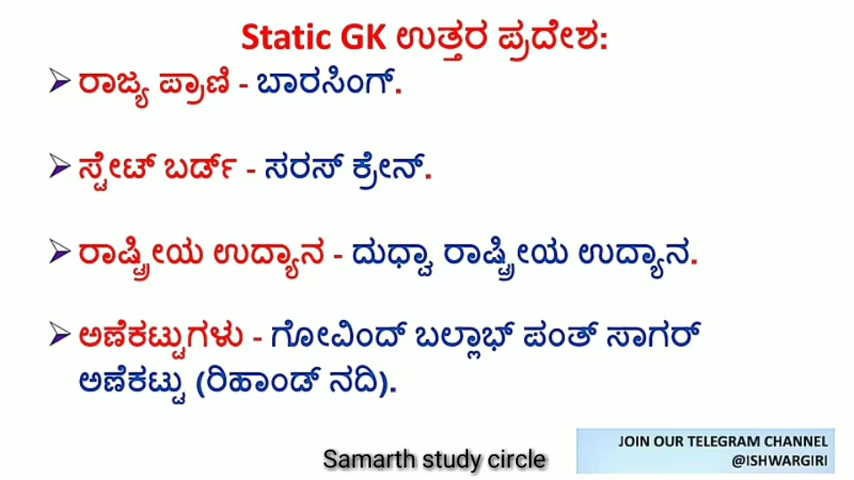 Static GK ಉತ್ತರ ಪ್ರದೇಶ:
➢ ರಾಜ್ಯ ಪ್ರಾಣಿ - ಬಾರಸಿಂಗ್.
➢ ಸ್ಟೇಟ್ ಬರ್ಡ್ - ಸರಸ್ ಕ್ರೇನ್.
➢ ರಾಷ್ಟ್ರೀಯ ಉದ್ಯಾನ - ದುಧ್ವಾ ರಾಷ್ಟ್ರೀಯ ಉದ್ಯಾನ.
➢ ಅಣೆಕಟ್ಟುಗಳು - ಗೋವಿಂದ್ ಬಲ್ಲಾಭ್ ಪಂತ್ ಸಾಗರ್
ಅಣೆಕಟ್ಟು (ರಿಹಾಂಡ್ ನದಿ).
JOIN OUR TELEGRAM CHANNEL
@ISHWARGIRI
Samarth study circle